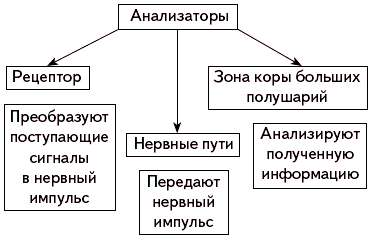 Анализаторы
Рецептор
Преобразуют
поступающие
сигналы
в нервный
импульс
Нервные пути
Передают
нервный
импульс
Зона коры больших
полушарий
Анализируют
полученную
информацию